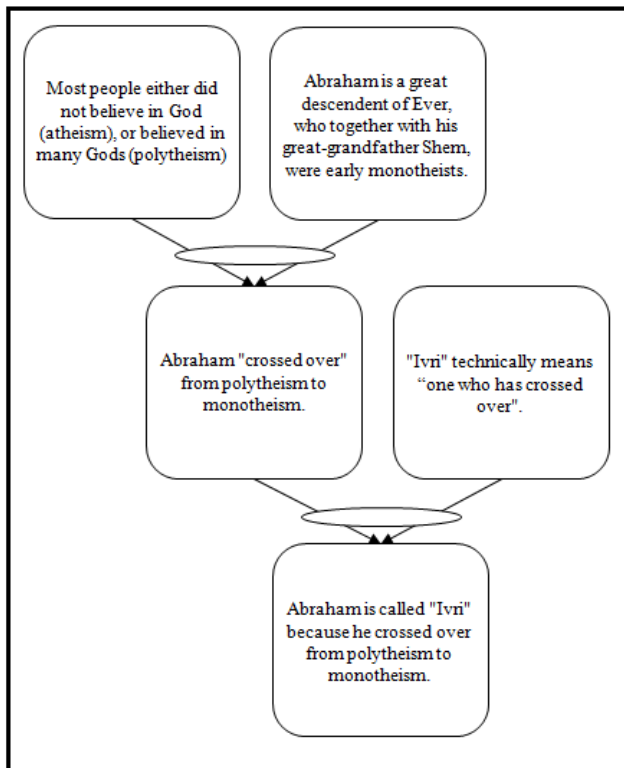 Most people either did
not believe in God
(atheism), or believed in
many Gods (polytheism)
Abraham is a great
descendent of Ever,
who together with his
great-grandfather Shem,
were early monotheists.
Abraham "crossed over"
from polytheism to
monotheism.
"Ivri" technically means
“one who has crossed
over".
Abraham is called "Ivri"
because he crossed over
from polytheism to
monotheism.